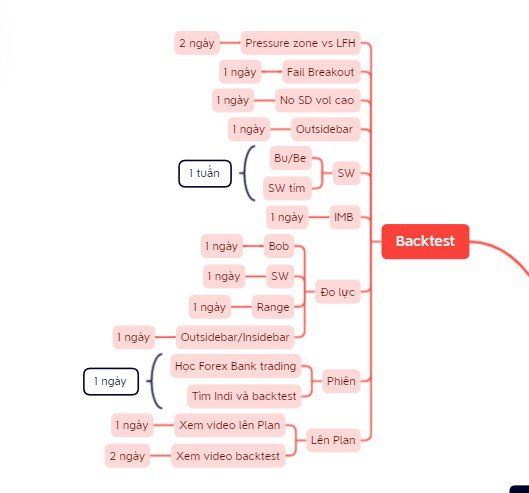 2 ngày Pressure zone vs LFH
1 ngày Fail Breakout
1 ngày No SD vol cao
1 ngày Outsidebar
1 tuần
Bu/Be
SW tím
SW
1 ngày IMB
Backtest
1 ngày Bob
1 ngày SW
1 ngày Range
1 ngày Outsidebar/Insidebar
Đo lực
1 ngày
Học Forex Bank trading
Tìm Indi và backtest
Phiên
1 ngày Xem video lên Plan
2 ngày Xem video backtest
Lên Plan